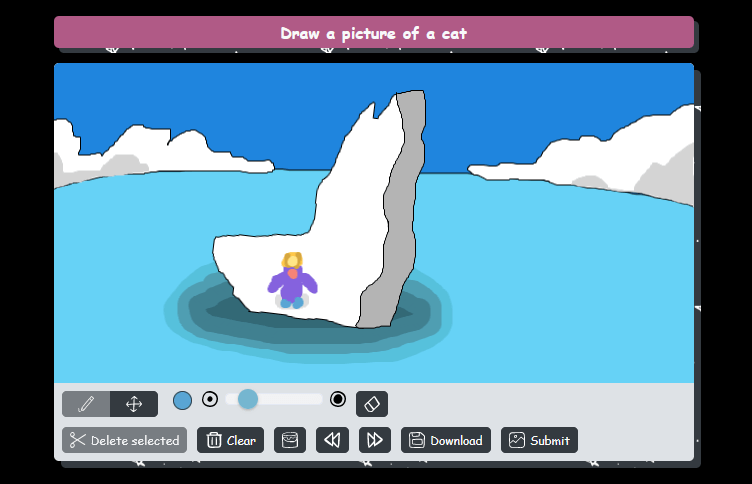 Draw a picture of a cat
Delete selected
Clear
Download
Submit